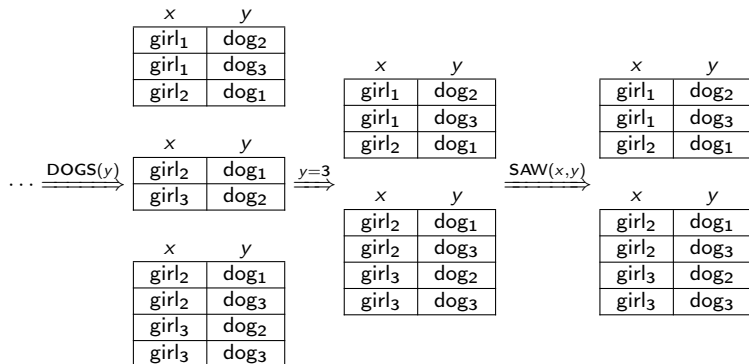 x y
girl₁ dog₂
girl₁ dog₃
girl₂ dog₁
x y
girl₂ dog₁
girl₃ dog₂
x y
girl₂ dog₁
girl₂ dog₃
girl₃ dog₂
girl₃ dog₃
... DOGS(y)
y=3
x y
girl₁ dog₂
girl₁ dog₃
girl₂ dog₁
x y
girl₂ dog₁
girl₂ dog₃
girl₃ dog₂
girl₃ dog₃
SAW(x,y)
x y
girl₁ dog₂
girl₁ dog₃
girl₂ dog₁
x y
girl₂ dog₁
girl₂ dog₃
girl₃ dog₂
girl₃ dog₃